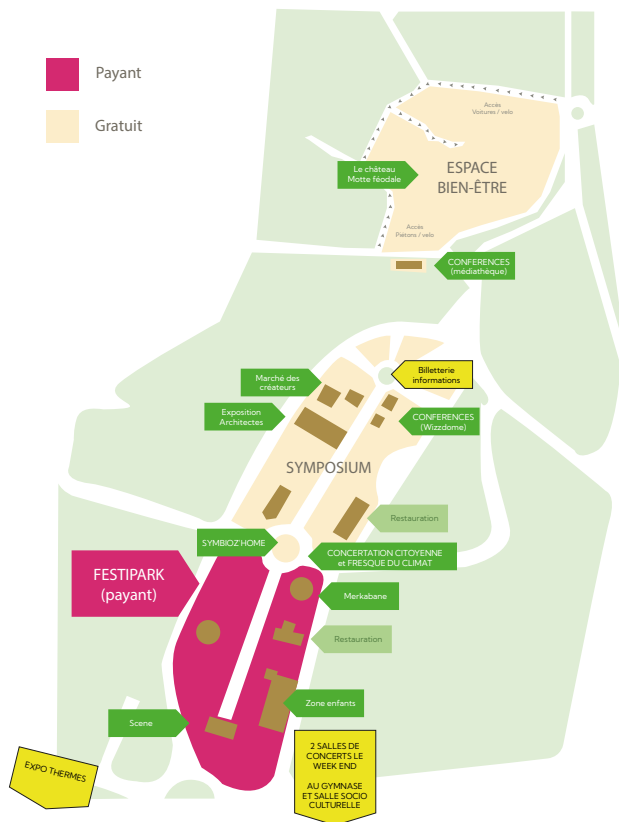 Payant
Gratuit
Accés
Voitures / velo
Le château
Motte féodale
ESPACE
BIEN-ÊTRE
Accés
Piétons / velo
CONFERENCES
(médiathèque)
Billetterie
informations
Marché des
créateurs
Exposition
Architectes
CONFERENCES
(Wizzdome)
SYMPOSIUM
Restauration
SYMBIOZ'HOME
CONCERTATION CITOYENNE
et FRESQUE DU CLIMAT
FESTIPARK
(payant)
Merkabane
Restauration
Zone enfants
Scene
EXPO THERMES
2 SALLES DE
CONCERTS LE
WEEK END
AU GYMNASE
ET SALLE SOCIO
CULTURELLE